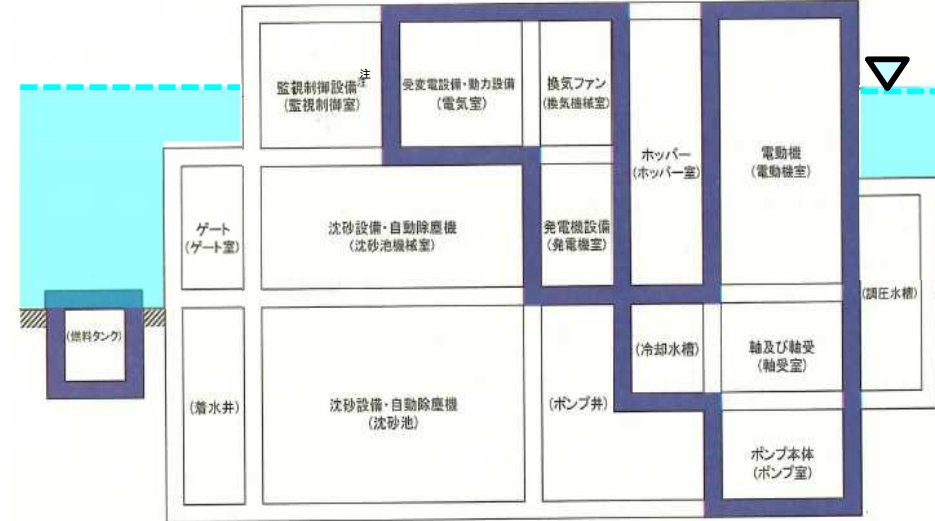 監視制御設備注
注
(監視制御室)
受変電設備・動力設備
(電気室)
換気ファン
(換気機械室)
ホッパー
(ホッパー室)
電動機
(電動機室)
ゲート
(ゲート室)
沈砂設備・自動除塵機
(沈砂池機械室)
発電機設備
(発電機室)
(調圧水槽)
(燃料タンク)
(着水井)
沈砂設備・自動除塵機
(沈砂池)
(ポンプ井)
(冷却水槽)
軸及び軸受
(軸受室)
ポンプ本体
(ポンプ室)